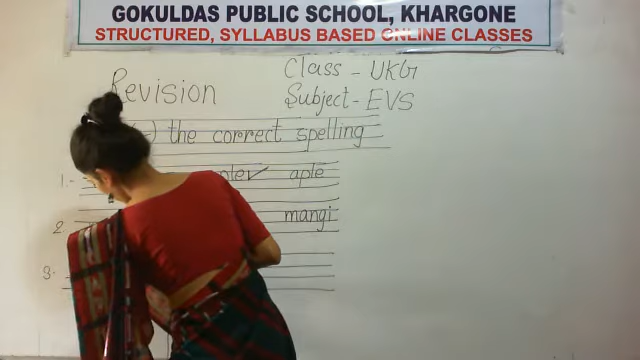 GOKULDAS PUBLIC SCHOOL, KHARGONE
STRUCTURED, SYLLABUS BASED ONLINE CLASSES
Class - UKG
Revision
Subject - EVS
the correct spelling
1.- ✓ aple
2. mangi
3.